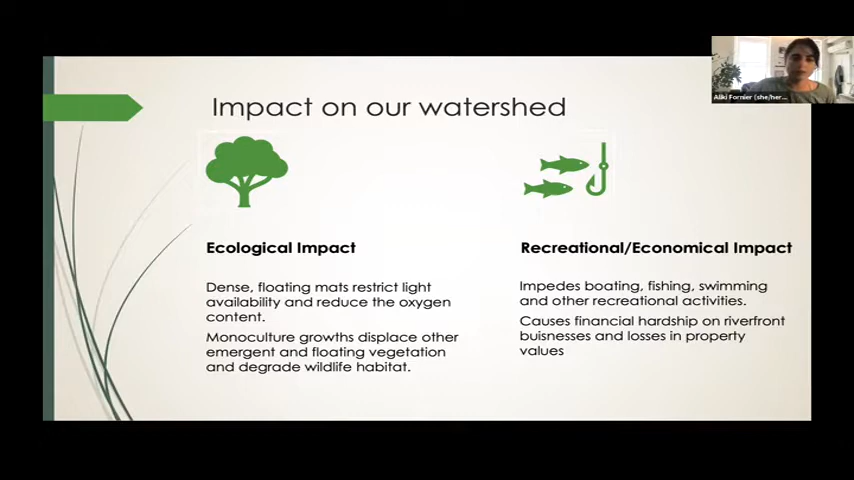 Impact on our watershed
Aliki Fornier (she/her...
Ecological Impact
Dense, floating mats restrict light
availability and reduce the oxygen
content.
Monoculture growths displace other
emergent and floating vegetation
and degrade wildlife habitat.
Recreational/Economical Impact
Impedes boating, fishing, swimming
and other recreational activities.
Causes financial hardship on riverfront
buisnesses and losses in property
values